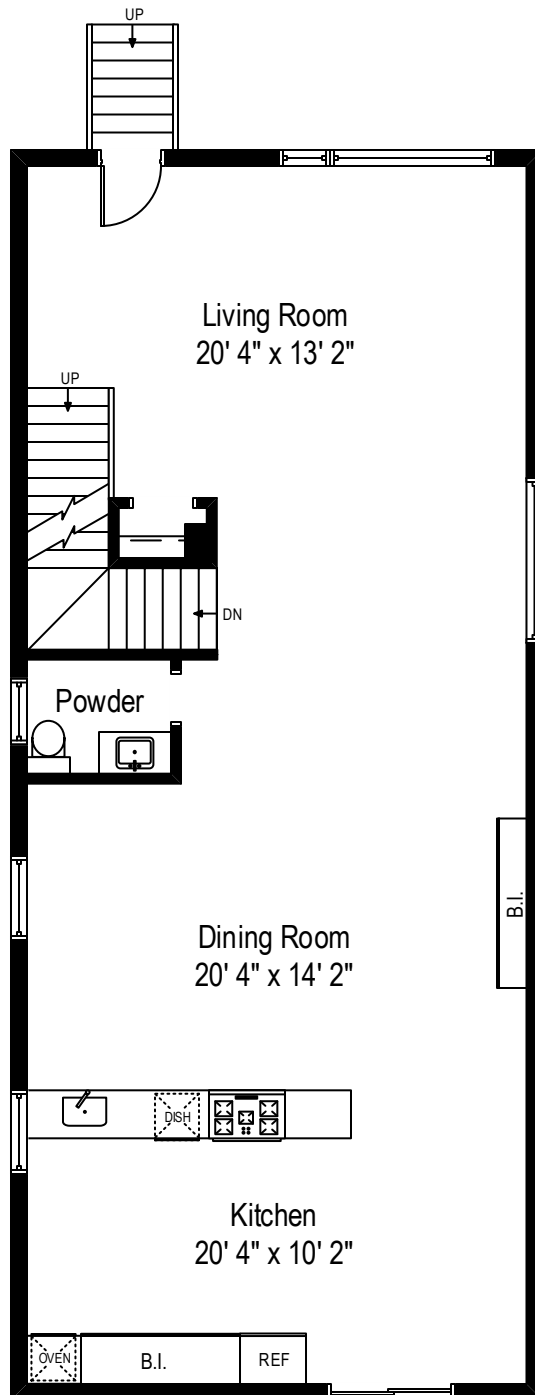 UP
Living Room
20' 4" x 13' 2"
UP
DN
Powder
B.I.
Dining Room
20' 4" x 14' 2"
DISH
Kitchen
20' 4" x 10' 2"
OVEN
B.I.
REF